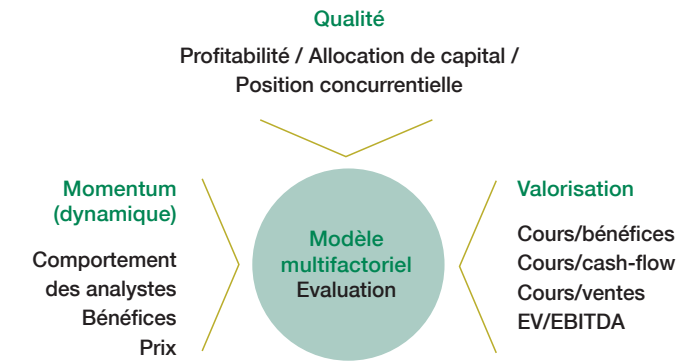 Qualité
Profitabilité / Allocation de capital /
Position concurrentielle
Momentum
(dynamique)
Comportement
des analystes
Bénéfices
Prix
Modèle
multifactoriel
Evaluation
Valorisation
Cours/bénéfices
Cours/cash-flow
Cours/ventes
EV/EBITDA